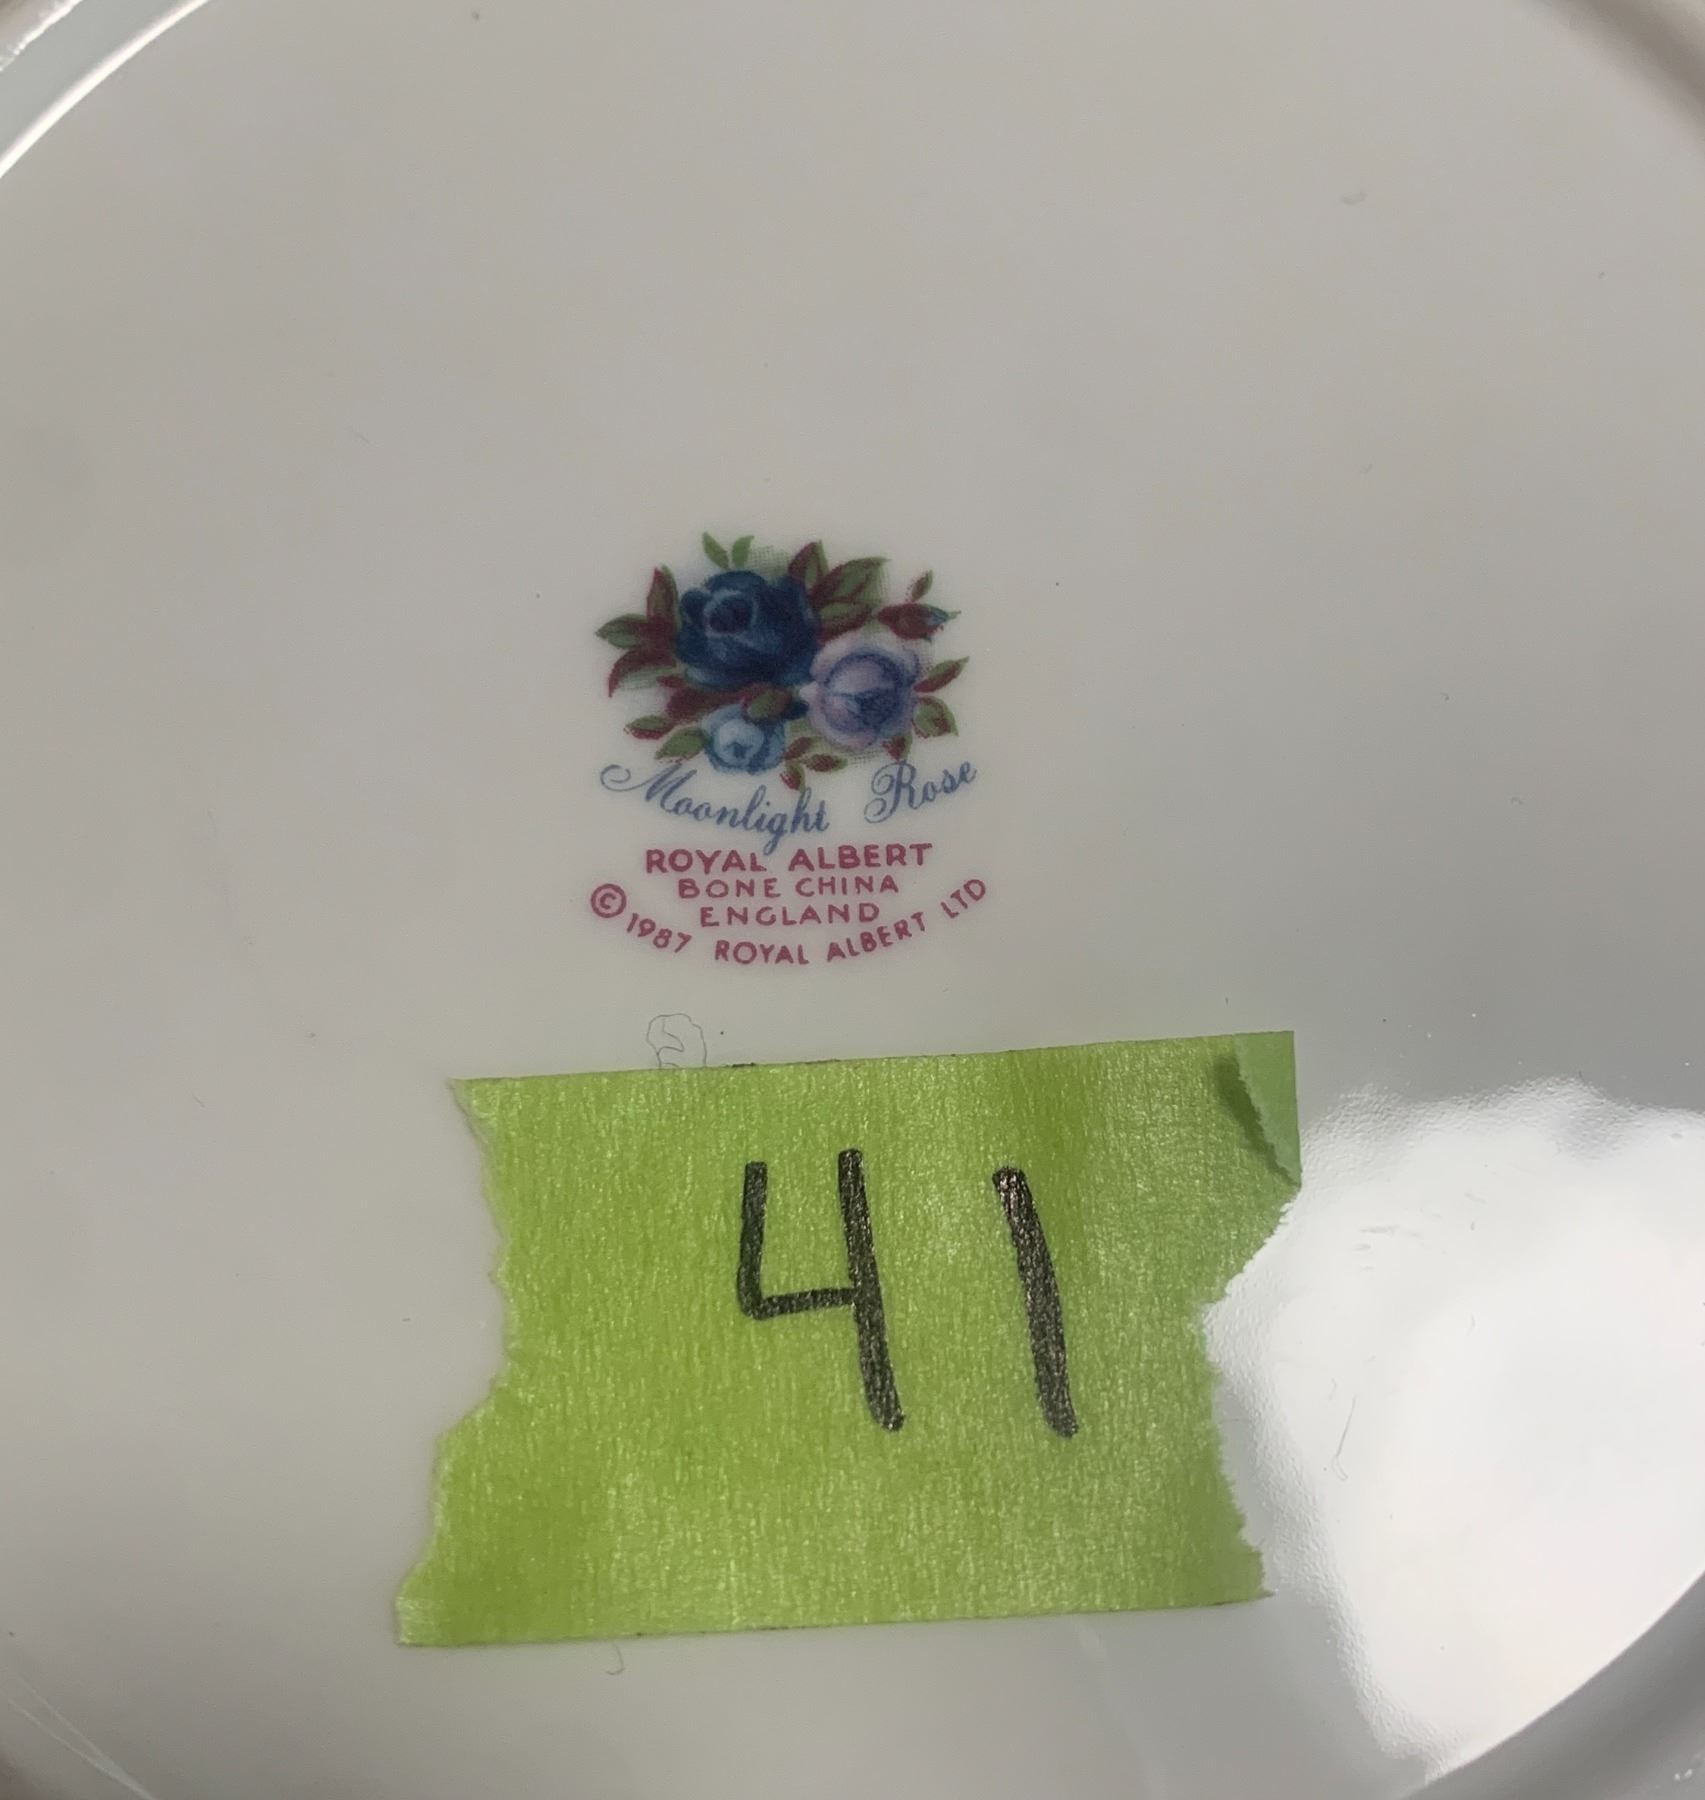 Moonlight Rose
ROYAL ALBERT
BONE CHINA
ENGLAND
© 1987 ROYAL ALBERT LTD
41